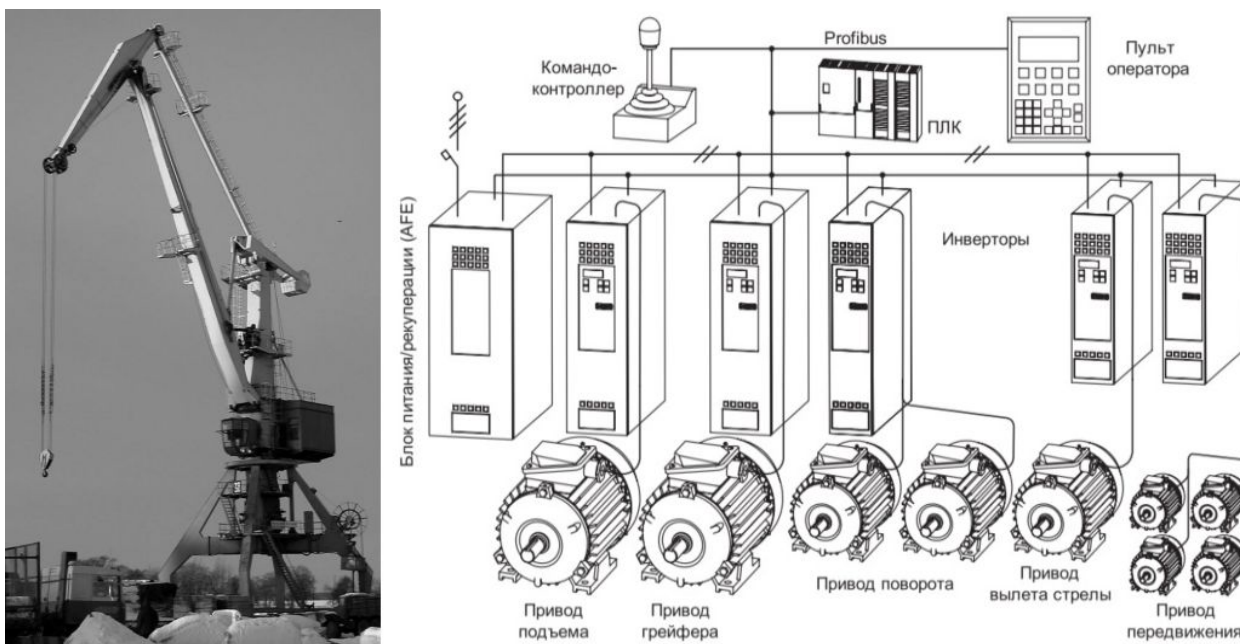 Profibus
Командо-
контроллер
Пульт
оператора
ПЛК
Блок питания/рекуперации (AFE)
Инверторы
Привод поворота
Привод
вылета стрелы
Привод
подъема
Привод
грейфера
Привод
передвижения